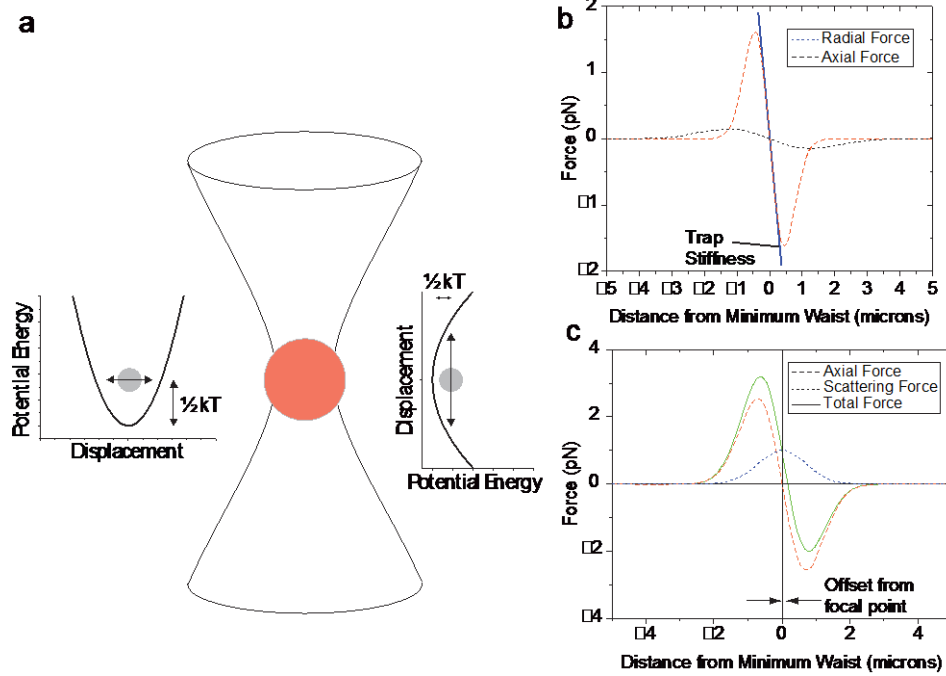 a
Potential Energy
½kT
Displacement
½kT
Displacement
Potential Energy
b
Radial Force
Axial Force
Force (pN)
2
1
0
□1
□2
Trap
Stiffness
□5 □4 □3 □2 □1 0 1 2 3 4 5
Distance from Minimum Waist (microns)
c
Axial Force
Scattering Force
Total Force
Force (pN)
4
2
0
□2
□4
Offset from
focal point
□4 □2 0 2 4
Distance from Minimum Waist (microns)